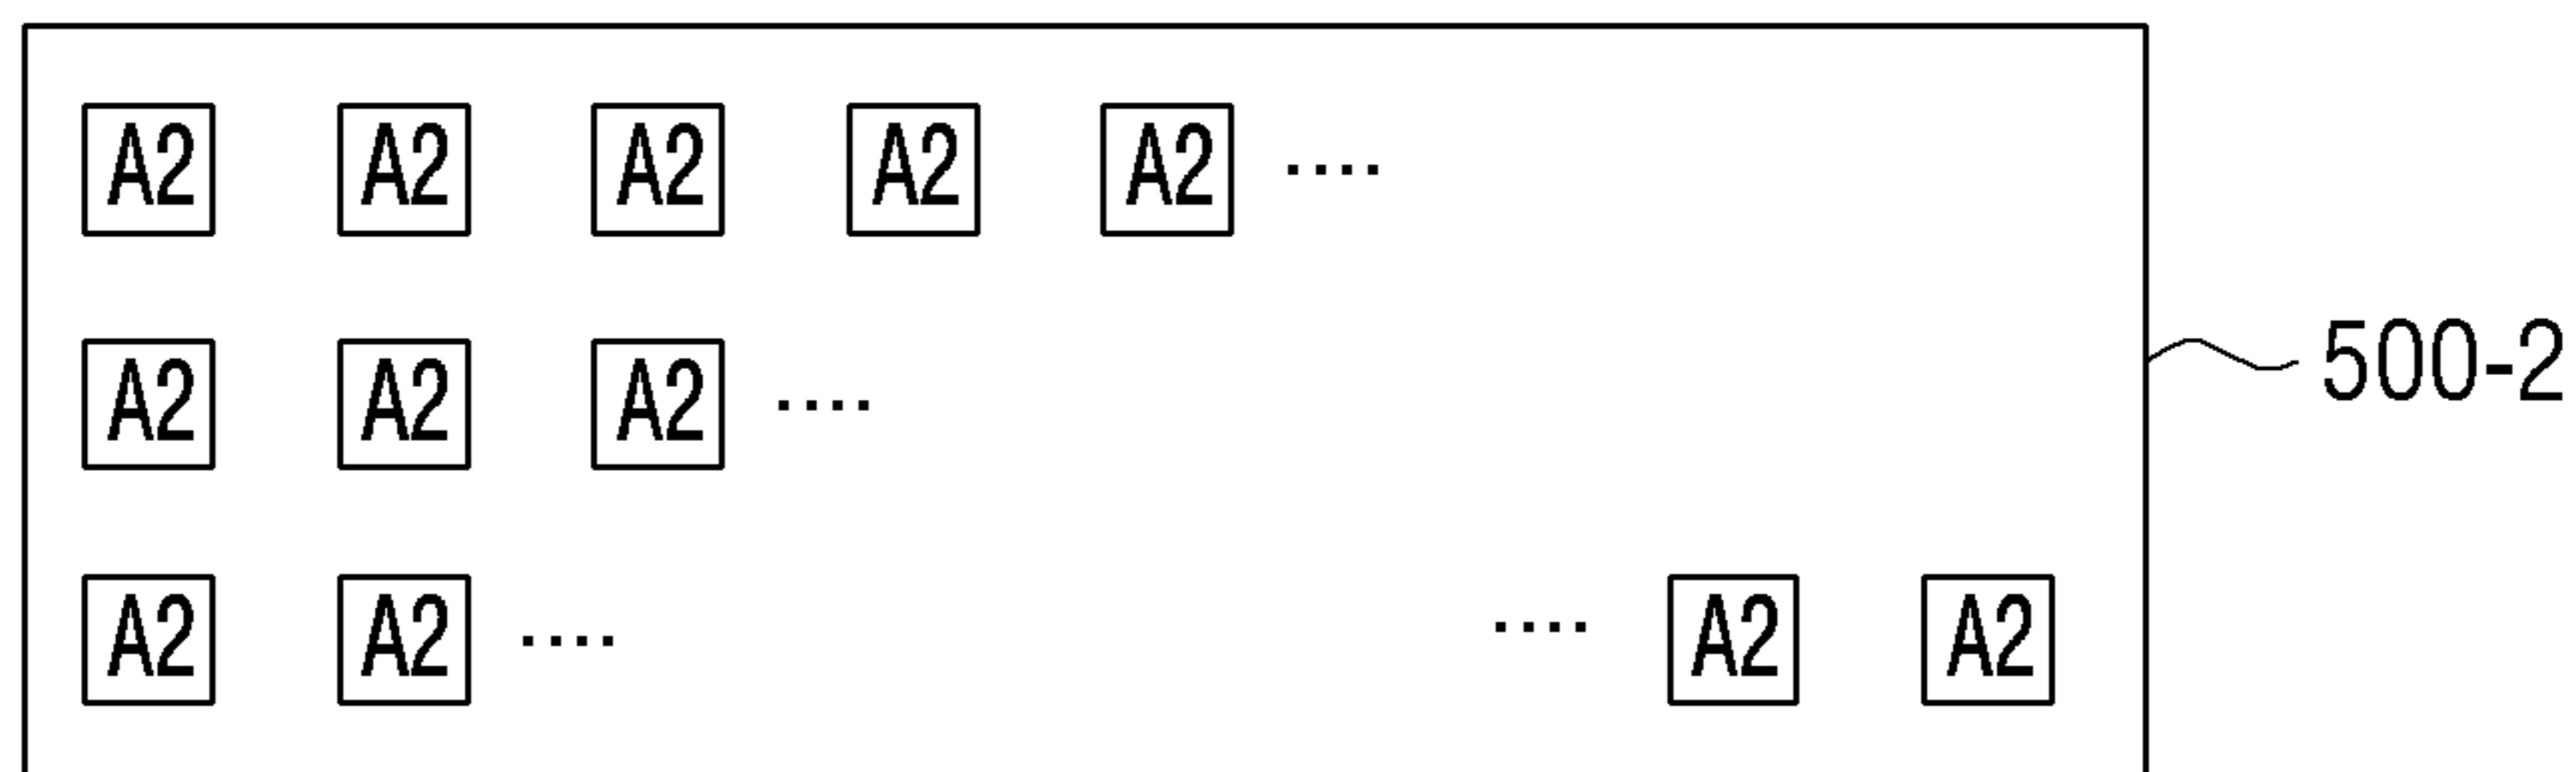 A2 A2 A2 A2 A2 ....
500-2
A2 A2 A2 ....
A2 A2 .... .... A2 A2